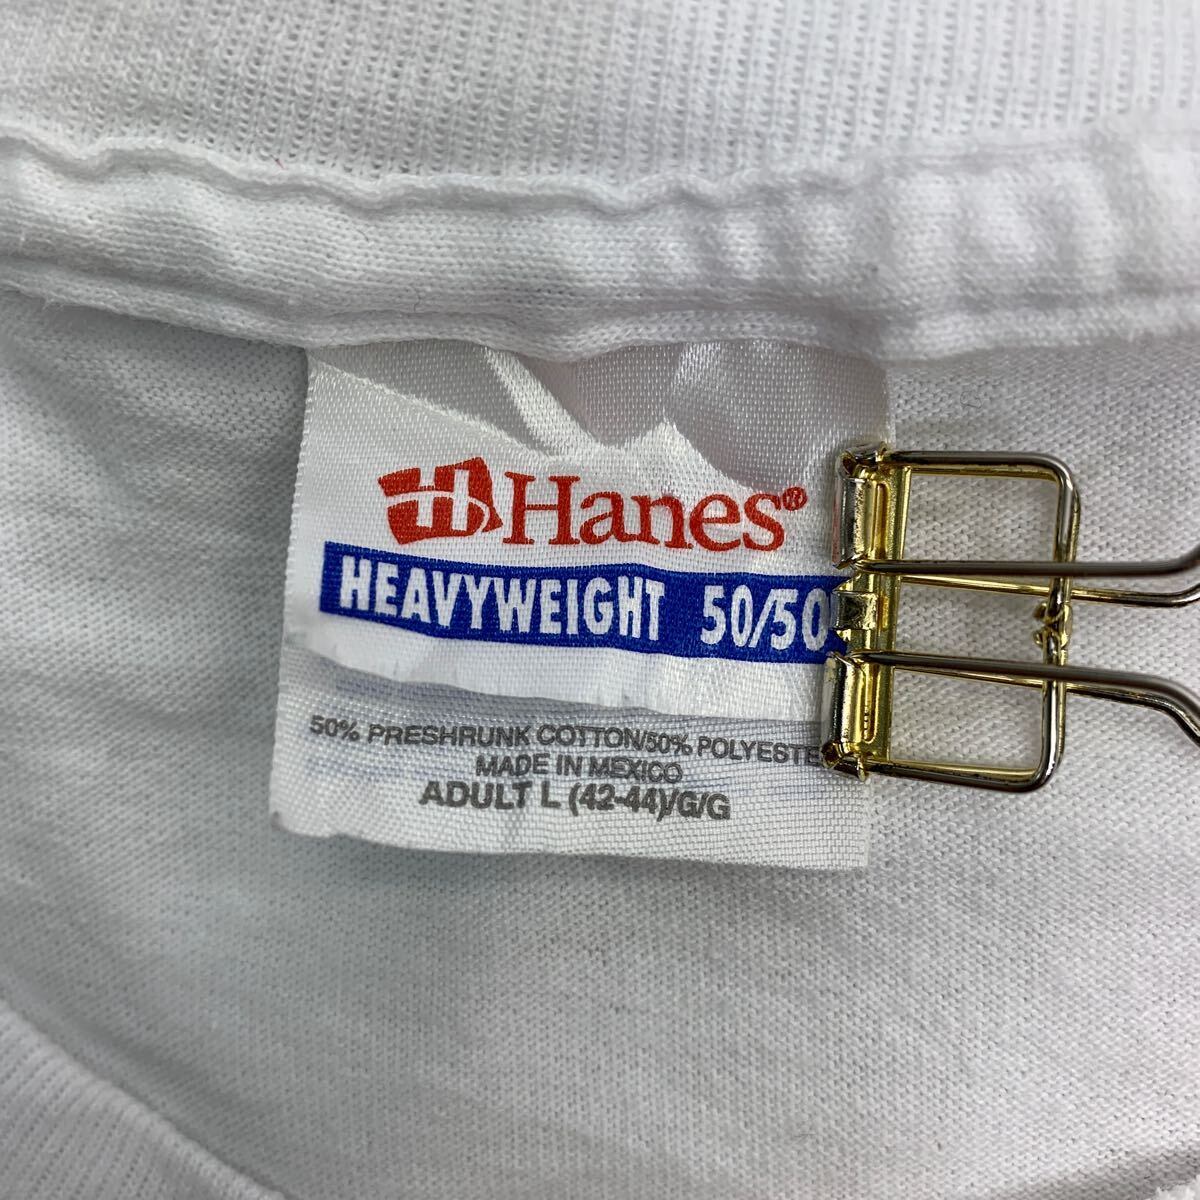 Hanes®
HEAVYWEIGHT 50/50
50% PRESHRUNK COTTON/50% POLYESTE
MADE IN MEXICO
ADULT L (42-44)/G/G